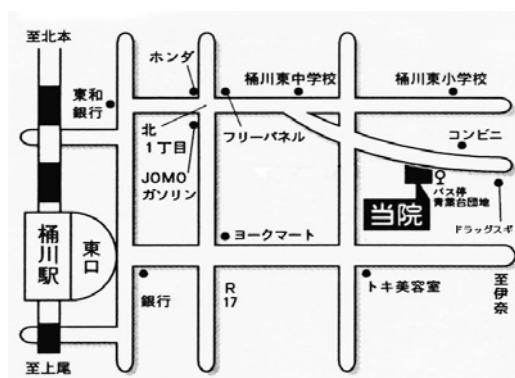 至北本
ホンダ
桶川東中学校
桶川東小学校
東和
銀行
北
1丁目
フリーパネル
コンビニ
JOMO
ガソリン
バス停
青葉台団地
当院
ドラッグスギ
ヨークマート
桶川駅
東口
銀行
R
17
トキ美容室
至伊奈
至上尾